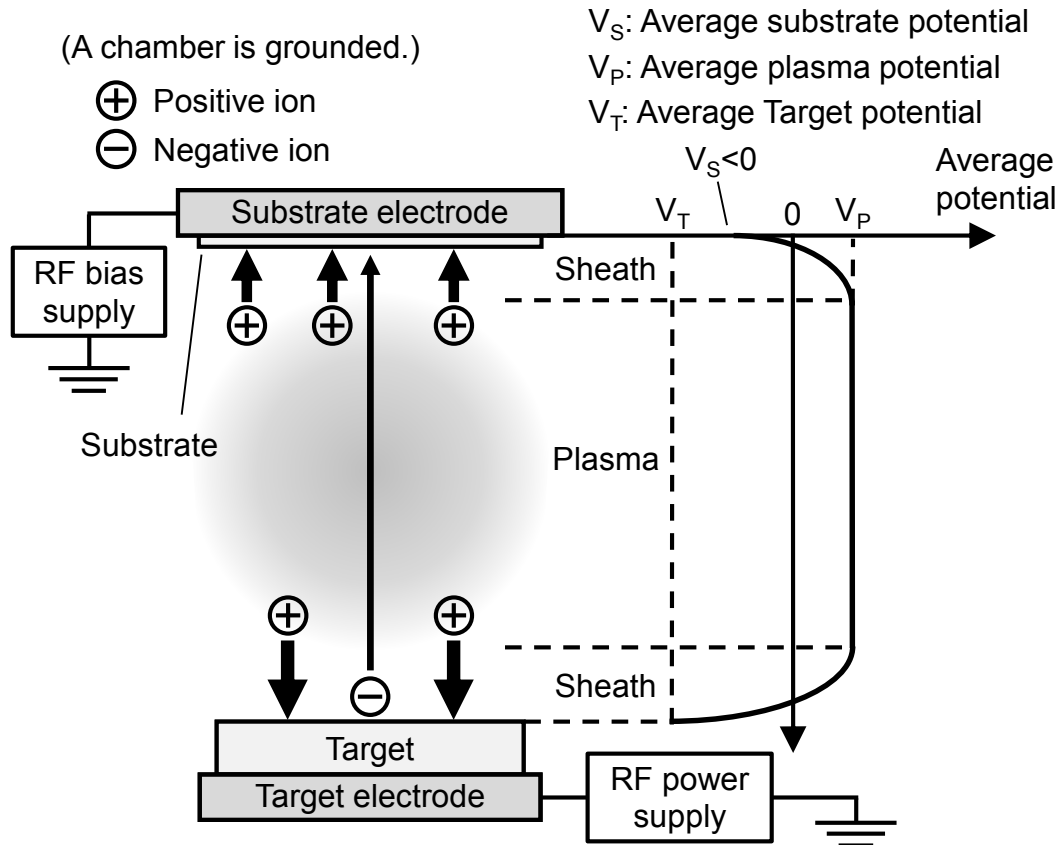 (A chamber is grounded.)
+ Positive ion
− Negative ion
V_S: Average substrate potential
V_P: Average plasma potential
V_T: Average Target potential
V_S<0
Average
potential
V_T
0
V_P
Substrate electrode
RF bias
supply
Sheath
+
+
+
Substrate
Plasma
+
+
−
Sheath
Target
Target electrode
RF power
supply